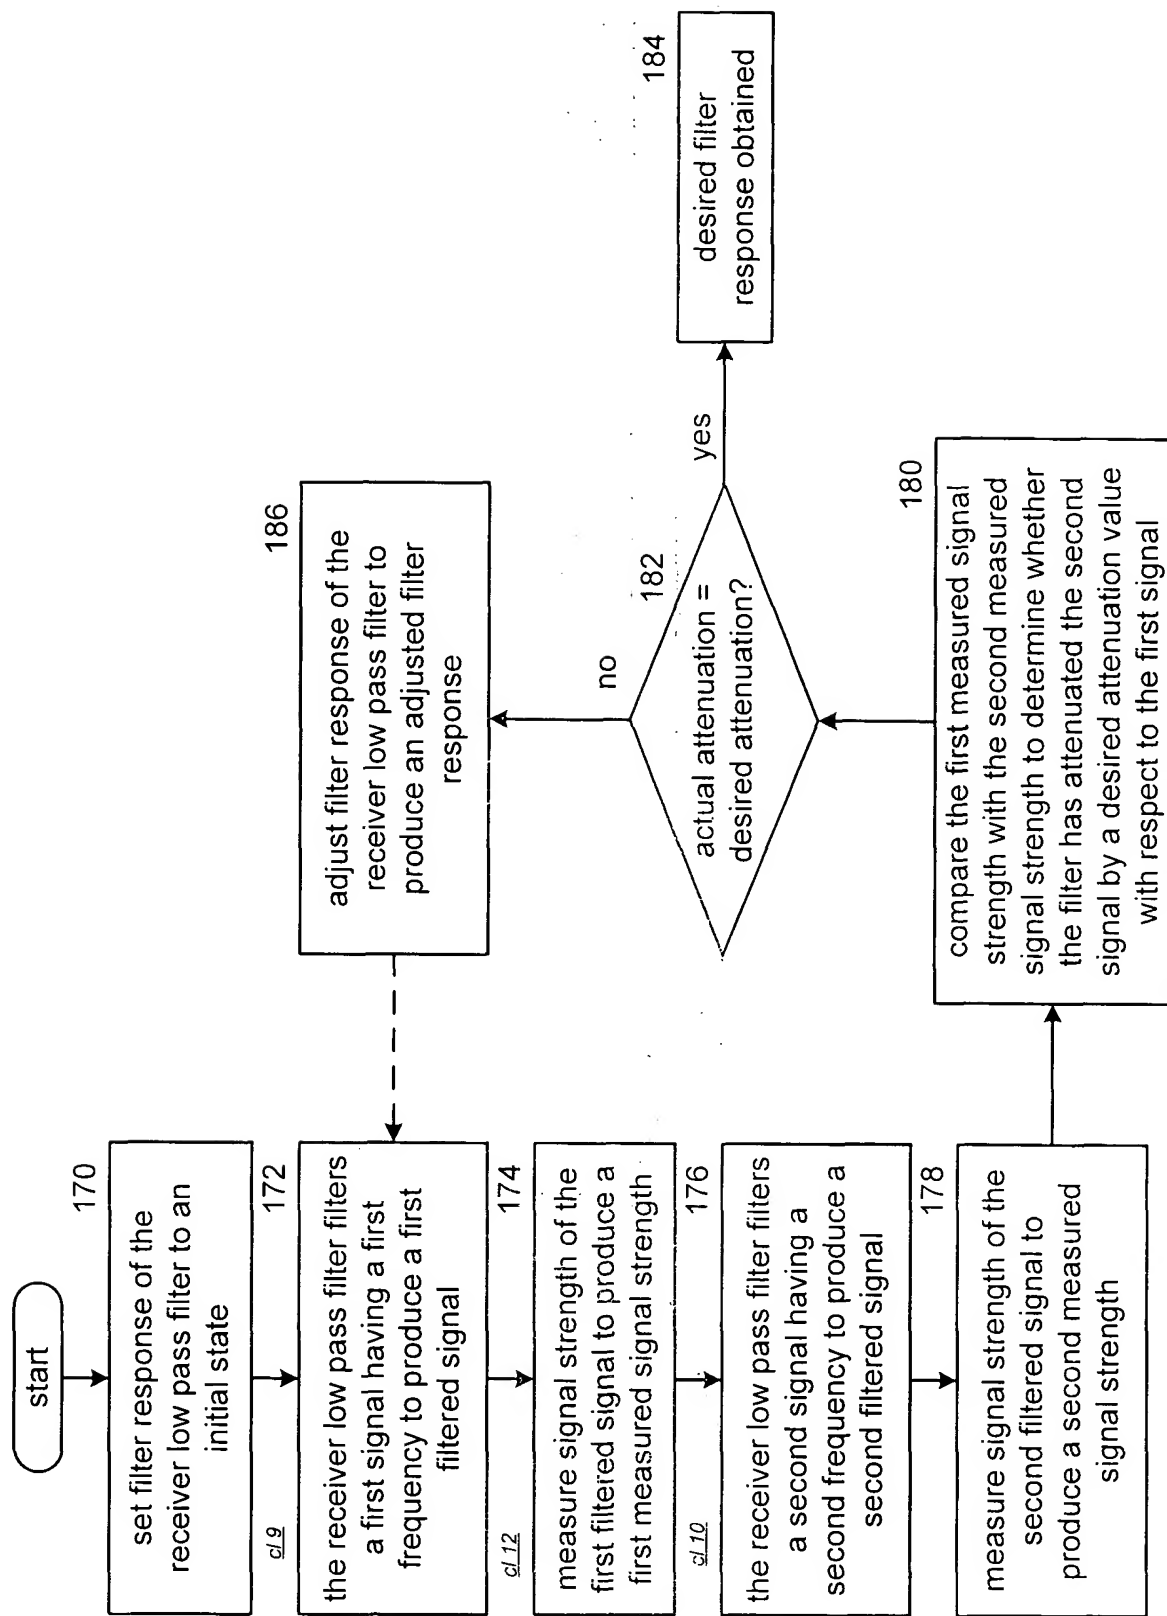 start
170
set filter response of the
receiver low pass filter to an
initial state
cl 9
172
the receiver low pass filter filters
a first signal having a first
frequency to produce a first
filtered signal
cl 12
174
measure signal strength of the
first filtered signal to produce a
first measured signal strength
cl 10
176
the receiver low pass filter filters
a second signal having a
second frequency to produce a
second filtered signal
178
measure signal strength of the
second filtered signal to
produce a second measured
signal strength
180
compare the first measured signal
strength with the second measured
signal strength to determine whether
the filter has attenuated the second
signal by a desired attenuation value
with respect to the first signal
182
actual attenuation =
desired attenuation?
no
yes
184
desired filter
response obtained
186
adjust filter response of the
receiver low pass filter to
produce an adjusted filter
response